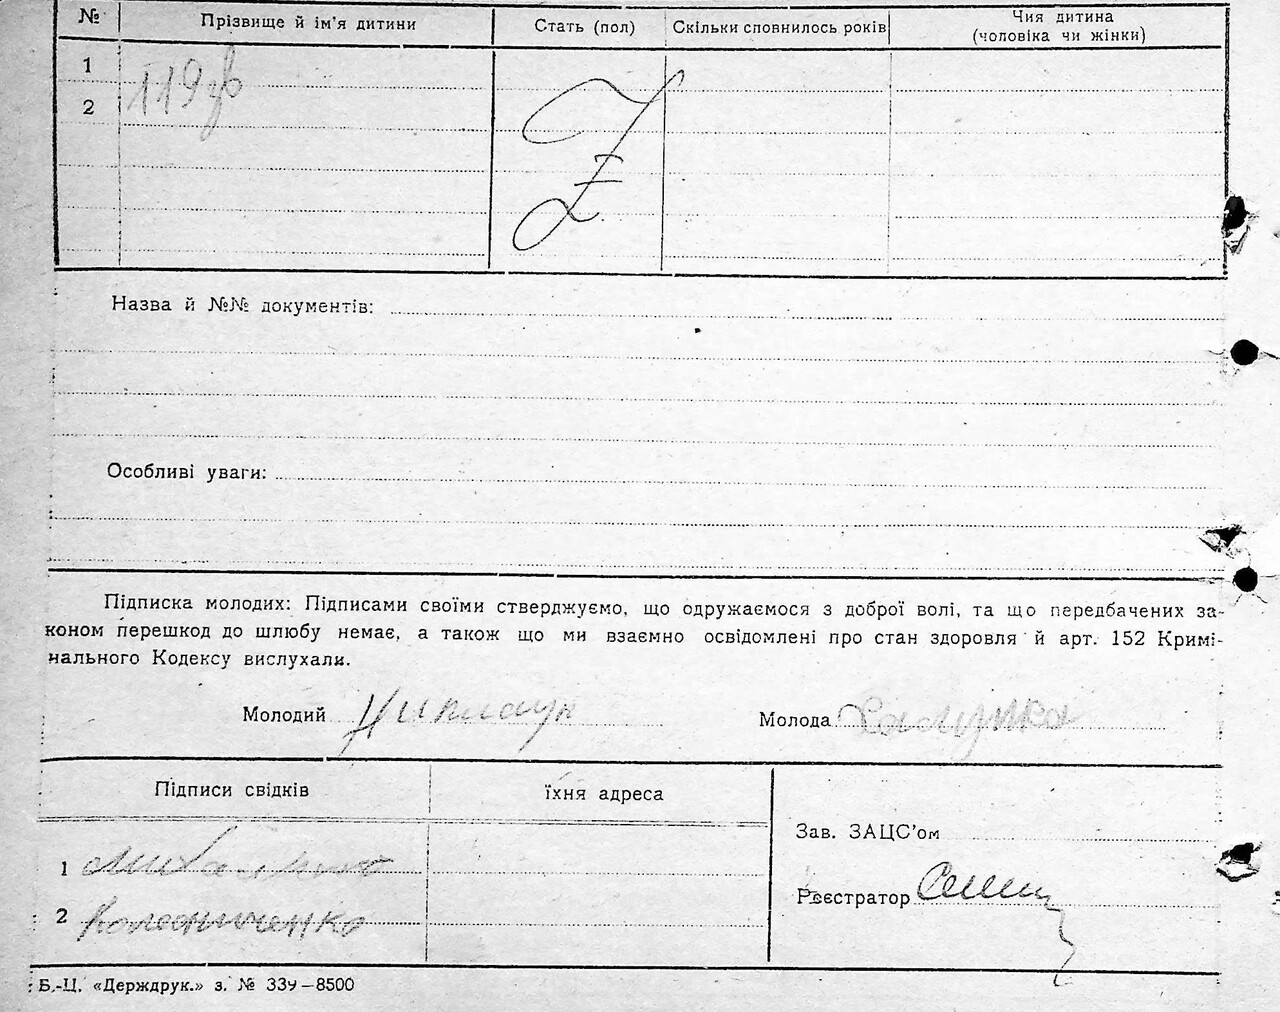 № Прізвище й ім'я дитини Стать (пол) Скільки сповнилось років Чия дитина (чоловіка чи жінки)
1
2
119
Z
Назва й №№ документів:
Особливі уваги:
Підписка молодих: Підписами своїми стверджуємо, що одружаємося з доброї волі, та що передбачених за-
коном перешкод до шлюбу немає, а також що ми взаємно освідомлені про стан здоровля й арт. 152 Кримі-
нального Кодексу вислухали.
Молодий Молода
Підписи свідків їхня адреса
Зав. ЗАЦС'ом
1
Реєстратор
2 Колесниченко
Б.-Ц. «Держдрук.» з. № 339—8500